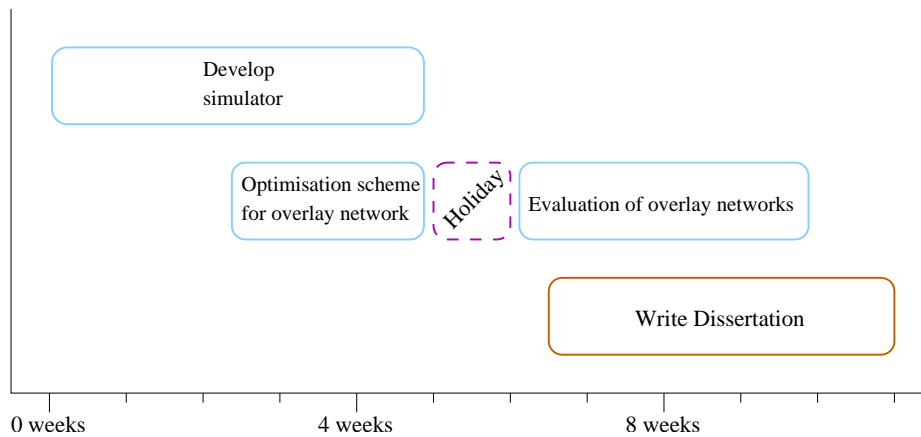 Develop
simulator
Optimisation scheme
for overlay network
Holiday
Evaluation of overlay networks
Write Dissertation
0 weeks
4 weeks
8 weeks